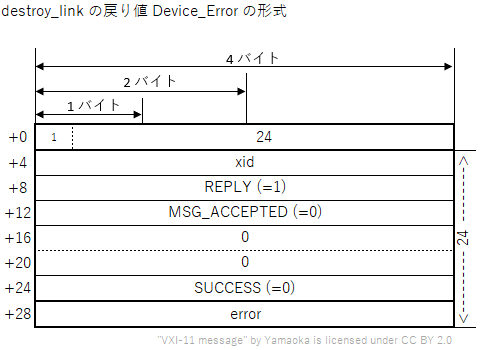 destroy_link の戻り値 Device_Error の形式
4 バイト
2 バイト
1 バイト
+0 1 24
+4 xid
+8 REPLY (=1)
+12 MSG_ACCEPTED (=0)
+16 0
+20 0
+24 SUCCESS (=0)
+28 error
24
"VXI-11 message" by Yamaoka is licensed under CC BY 2.0